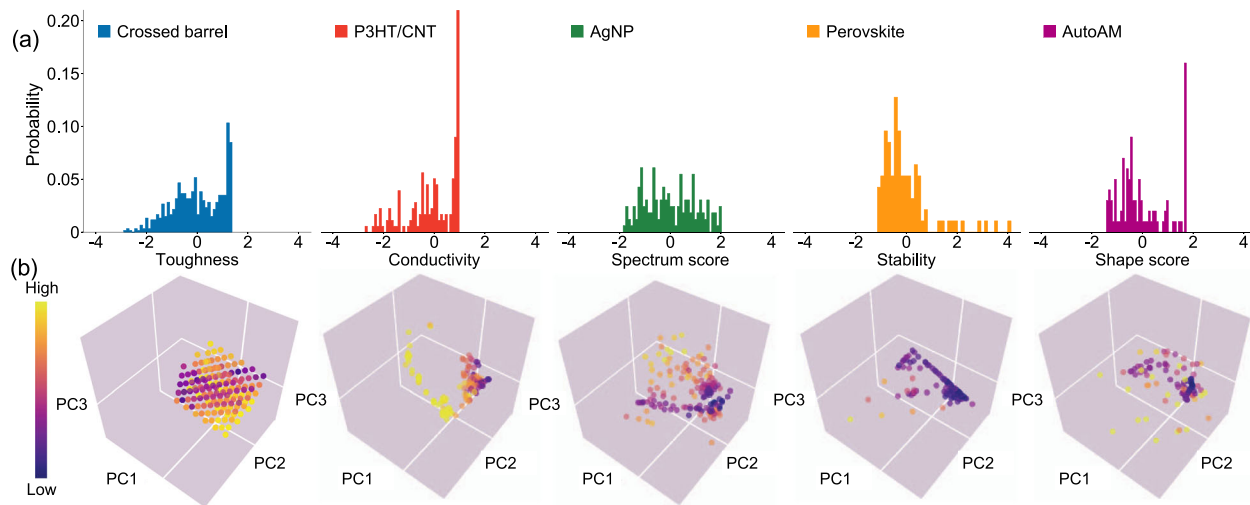 (a)
Probability
0.20
0.15
0.10
0.05
0
Crossed barrel
P3HT/CNT
AgNP
Perovskite
AutoAM
-4 -2 0 2 4 -4 -2 0 2 4 -4 -2 0 2 4 -4 -2 0 2 4 -4 -2 0 2 4
Toughness Conductivity Spectrum score Stability Shape score
(b)
High
Low
PC3 PC1 PC2
PC3 PC1 PC2
PC3 PC1 PC2
PC3 PC1 PC2
PC3 PC1 PC2